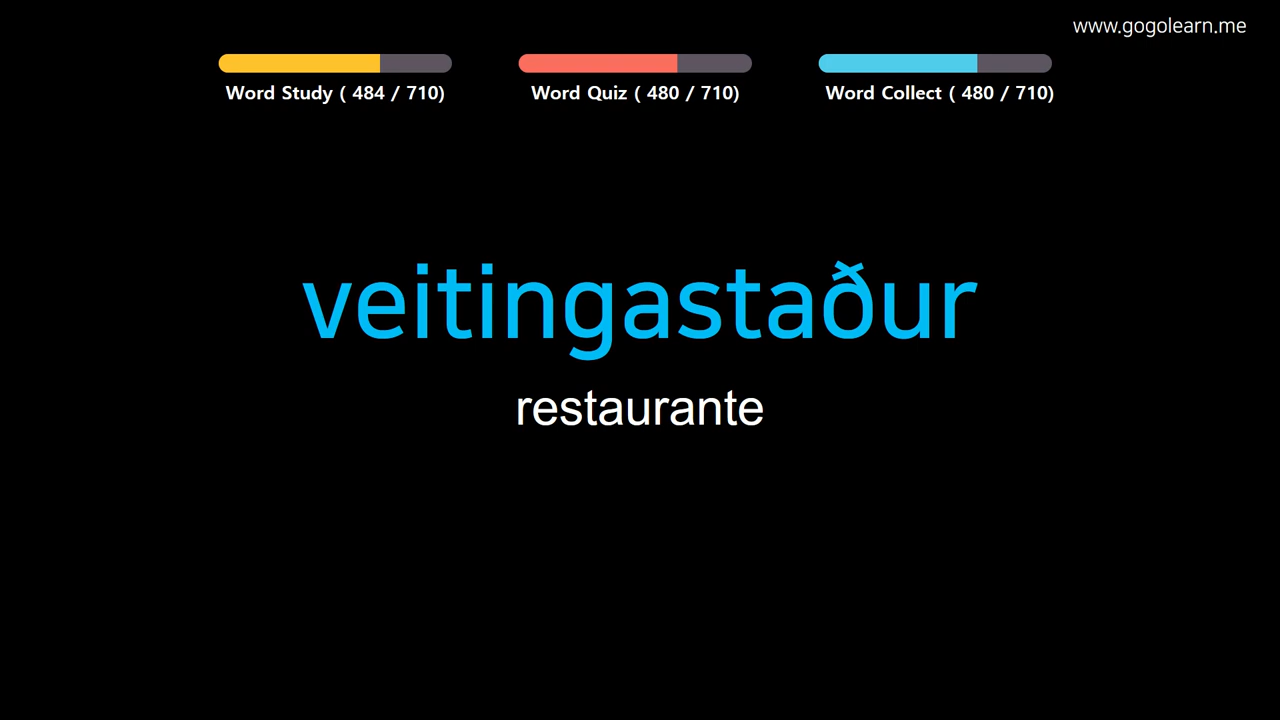 www.gogolearn.me
Word Study ( 484 / 710)
Word Quiz ( 480 / 710)
Word Collect ( 480 / 710)
veitingastaður
restaurante